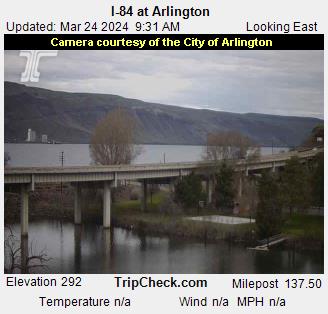 I-84 at Arlington
Updated: Mar 24 2024 9:31 AM Looking East
Camera courtesy of the City of Arlington
Elevation 292 TripCheck.com Milepost 137.50
Temperature n/a Wind n/a MPH n/a